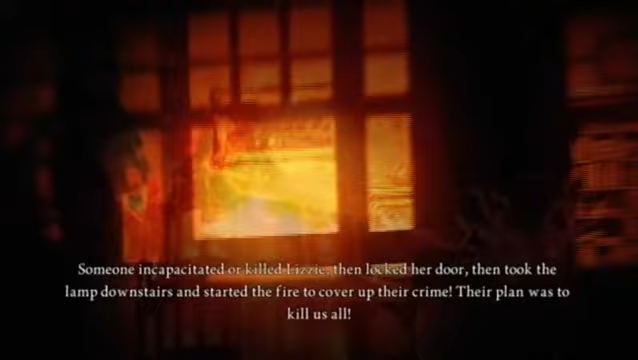 Someone incapacitated or killed Lizzie, then locked her door, then took the
lamp downstairs and started the fire to cover up their crime! Their plan was to
kill us all!